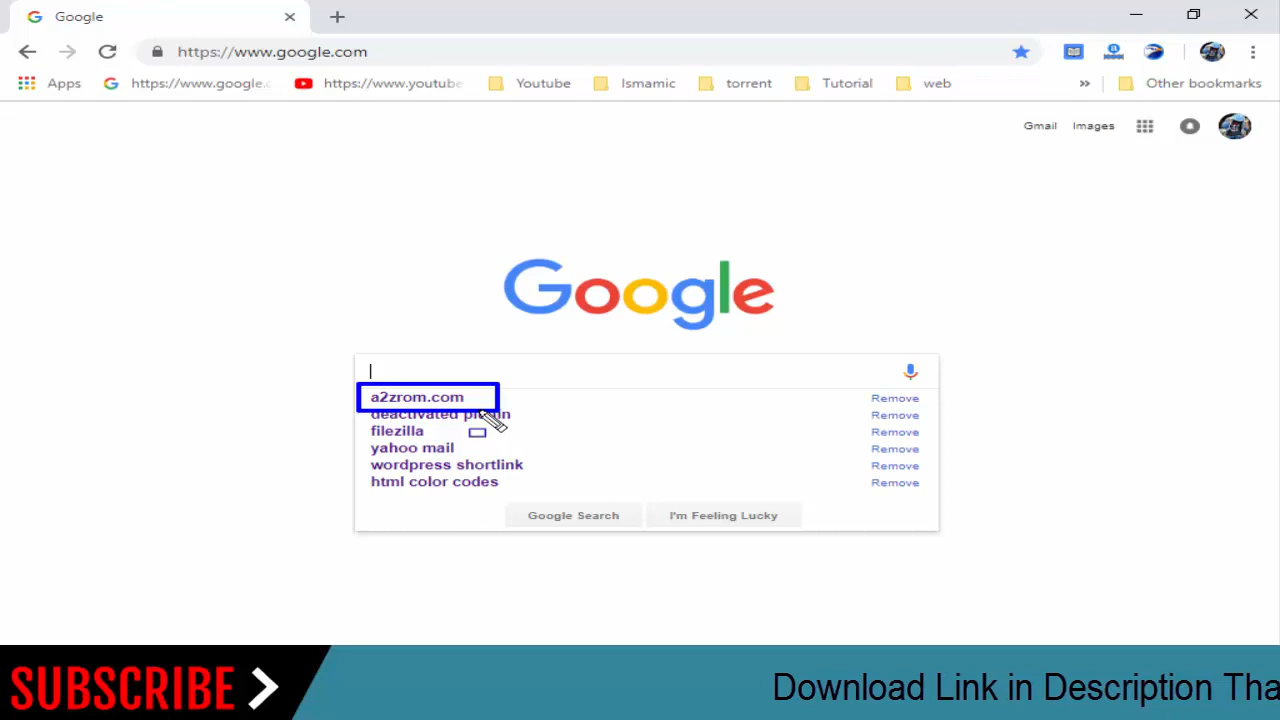 Google
https://www.google.com
Apps https://www.google.c https://www.youtube Youtube Ismamic torrent Tutorial web » Other bookmarks
Gmail Images
Google
a2zrom.com Remove
deactivated plugin Remove
filezilla Remove
yahoo mail Remove
wordpress shortlink Remove
html color codes Remove
Google Search I'm Feeling Lucky
SUBSCRIBE Download Link in Description Tha